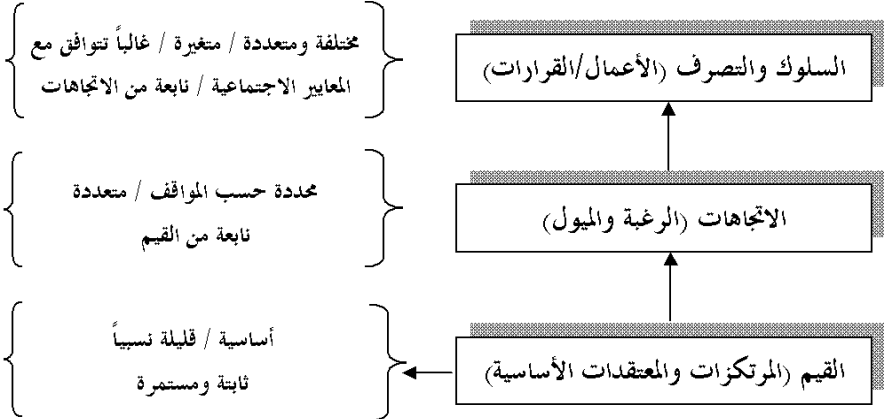 السلوك والتصرف (الأعمال/القرارات)
مختلفة ومتعددة / متغيرة / غالباً تتوافق مع
المعايير الاجتماعية / نابعة من الاتجاهات
الاتجاهات (الرغبة والميول)
محددة حسب المواقف / متعددة
نابعة من القيم
القيم (المرتكزات والمعتقدات الأساسية)
أساسية / قليلة نسبياً
ثابتة ومستمرة